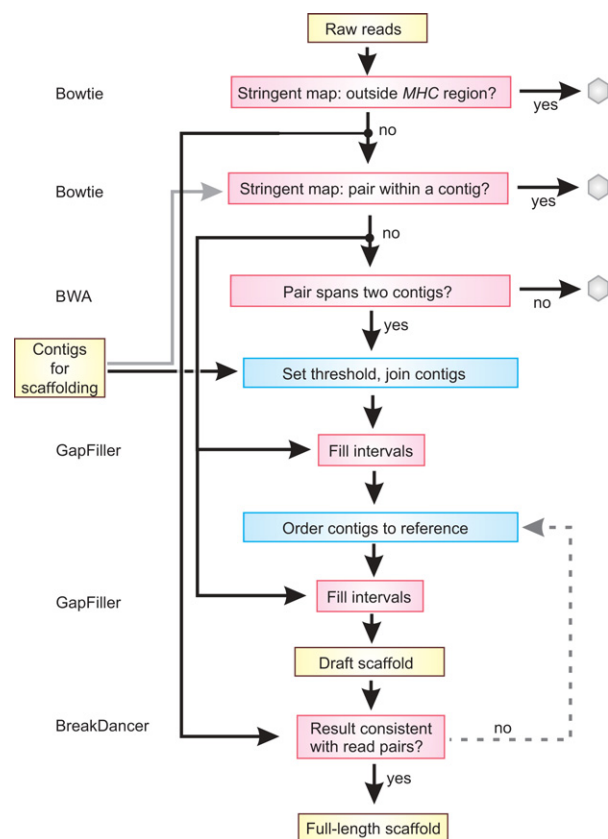 Raw reads
Bowtie
Stringent map: outside MHC region?
yes
no
Bowtie
Stringent map: pair within a contig?
yes
no
BWA
Pair spans two contigs?
no
yes
Contigs
for
scaffolding
Set threshold, join contigs
GapFiller
Fill intervals
Order contigs to reference
GapFiller
Fill intervals
Draft scaffold
BreakDancer
Result consistent
with read pairs?
no
yes
Full-length scaffold